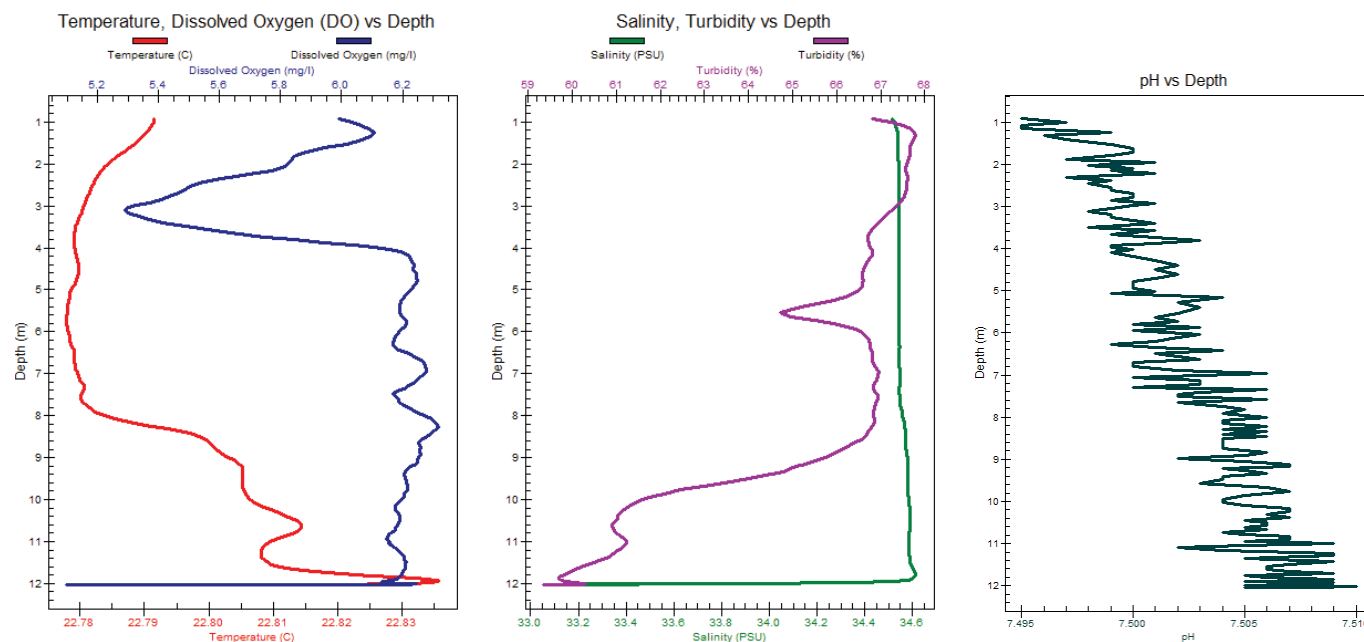 Temperature, Dissolved Oxygen (DO) vs Depth
Temperature (C) Dissolved Oxygen (mg/l)
Dissolved Oxygen (mg/l)
5.2 5.4 5.6 5.8 6.0 6.2
1
2
3
4
5
6
7
8
9
10
11
12
Depth (m)
22.78 22.79 22.80 22.81 22.82 22.83
Temperature (C)
Salinity, Turbidity vs Depth
Salinity (PSU) Turbidity (%)
Turbidity (%)
59 60 61 62 63 64 65 66 67 68
1
2
3
4
5
6
7
8
9
10
11
12
Depth (m)
33.0 33.2 33.4 33.6 33.8 34.0 34.2 34.4 34.6
Salinity (PSU)
pH vs Depth
1
2
3
4
5
6
7
8
9
10
11
12
Depth (m)
7.495 7.500 7.505 7.510
pH